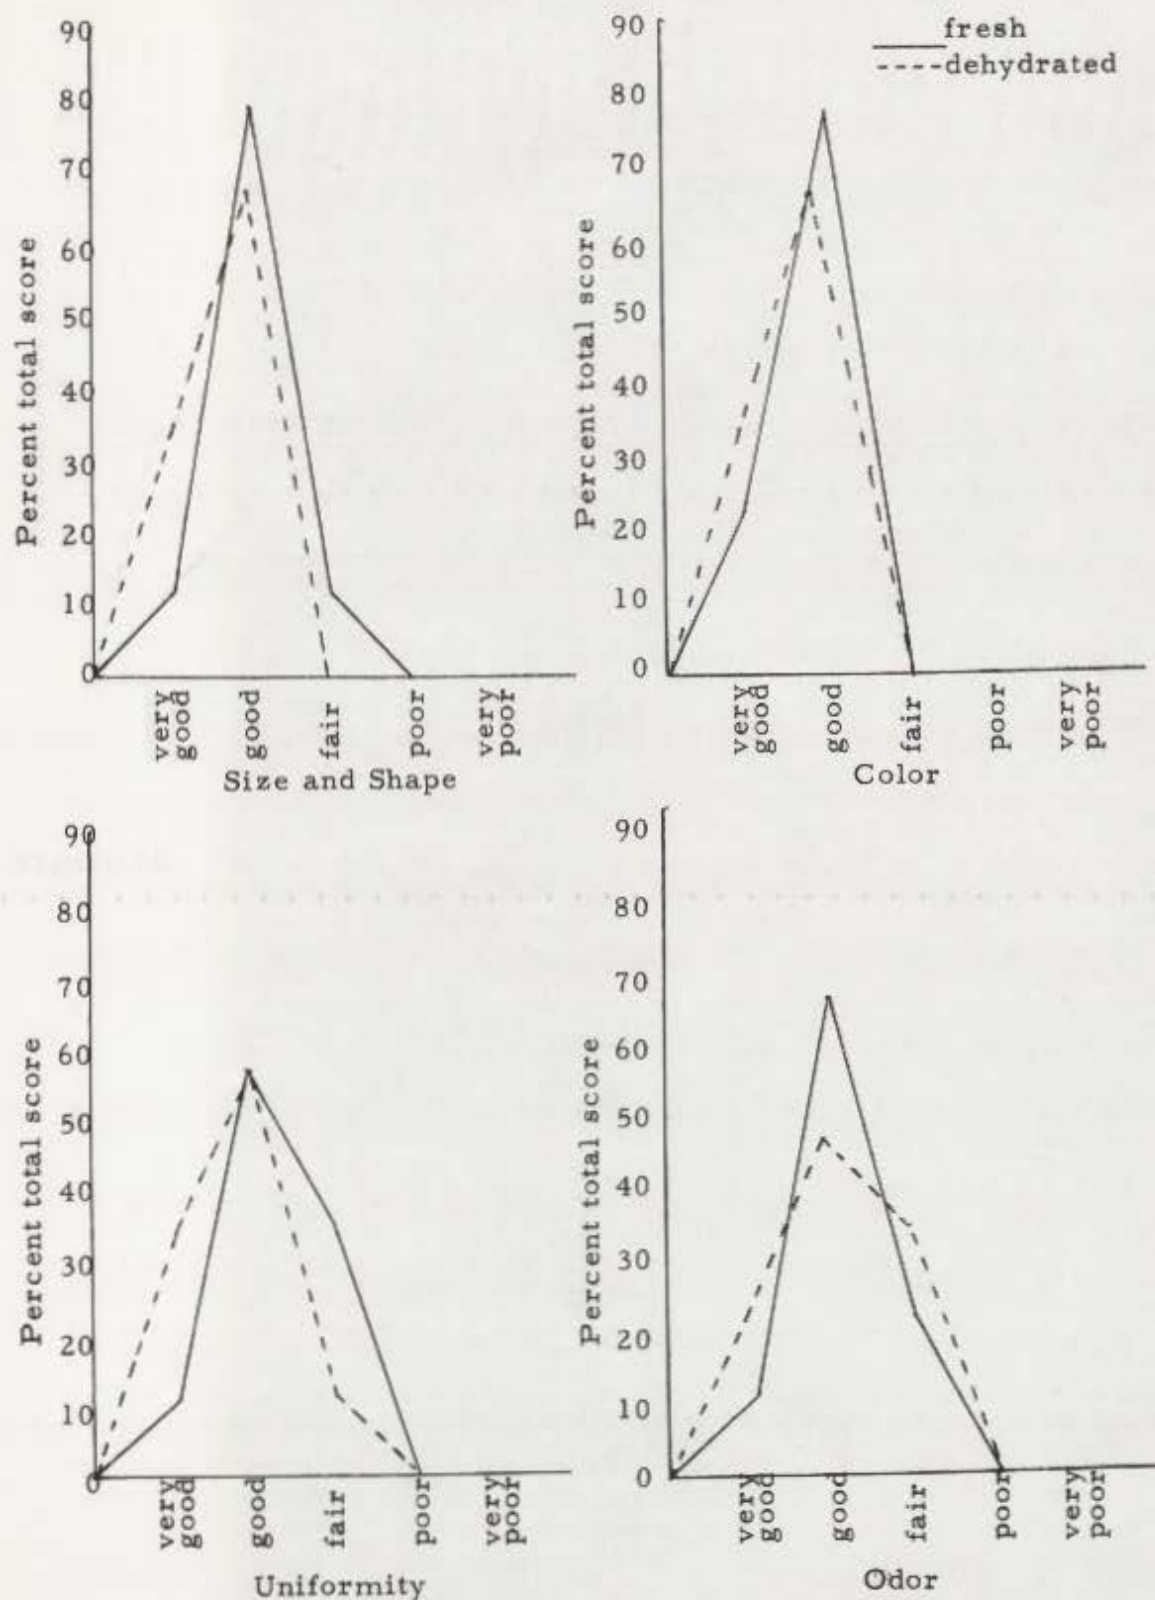 90
80
70
60
50
40
30
20
10
0
Percent total score
very good
good
fair
poor
very poor
Size and Shape
fresh
dehydrated
90
80
70
60
50
40
30
20
10
0
Percent total score
very good
good
fair
poor
very poor
Color
90
80
70
60
50
40
30
20
10
0
Percent total score
very good
good
fair
poor
very poor
Uniformity
90
80
70
60
50
40
30
20
10
0
Percent total score
very good
good
fair
poor
very poor
Odor